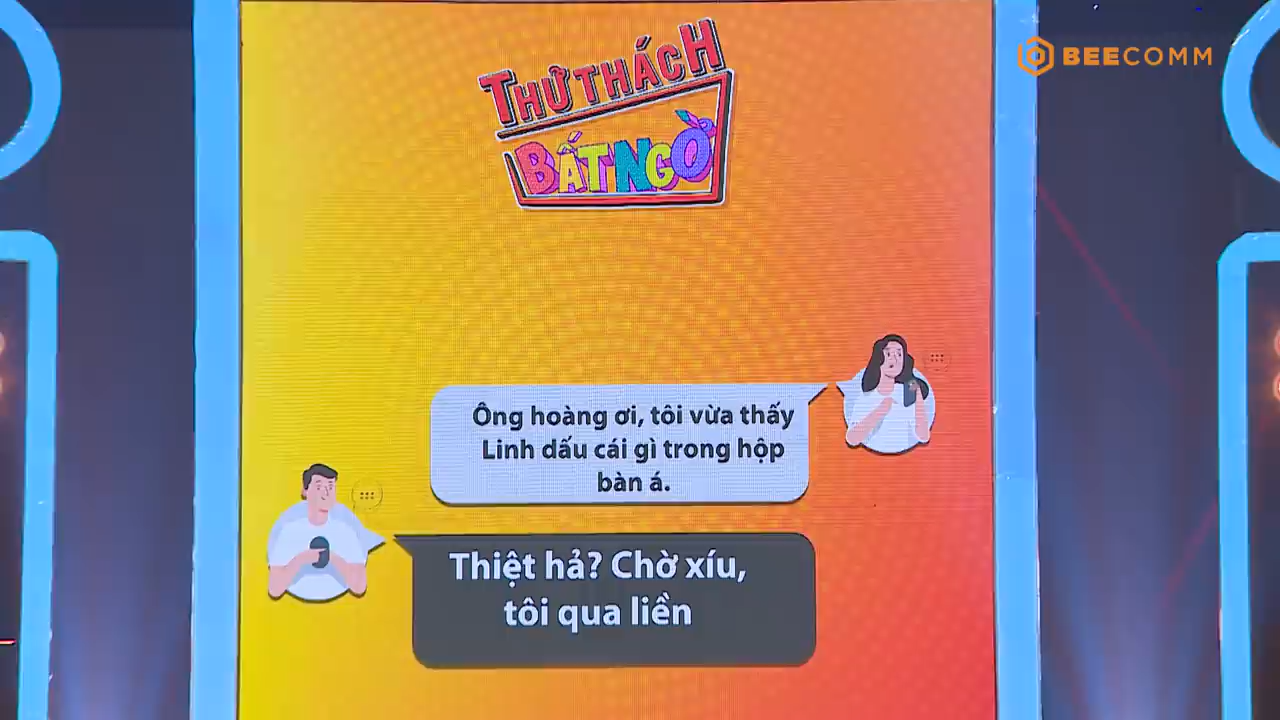 BEECOMM
THỬ THÁCH
BẤT NGỜ
Ông hoàng ơi, tôi vừa thấy
Linh dấu cái gì trong hộp
bàn á.
Thiệt hả? Chờ xíu,
tôi qua liền